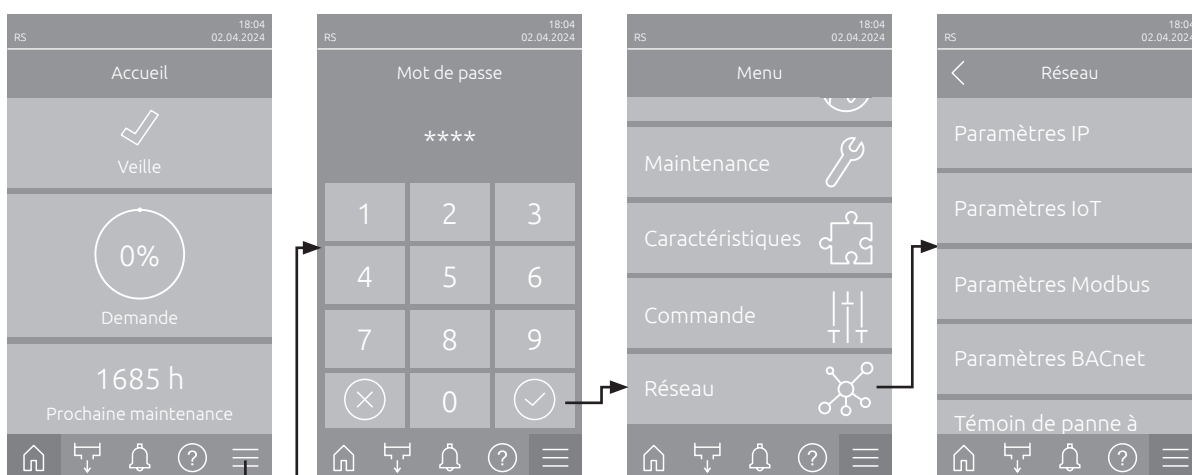 18:04
RS 02.04.2024
Accueil
Veille
0%
Demande
1685 h
Prochaine maintenance
?
18:04
RS 02.04.2024
Mot de passe
****
1 2 3
4 5 6
7 8 9
0
?
18:04
RS 02.04.2024
Menu
Maintenance
Caractéristiques
Commande
Réseau
?
18:04
RS 02.04.2024
Réseau
Paramètres IP
Paramètres IoT
Paramètres Modbus
Paramètres BACnet
Témoin de panne à
?